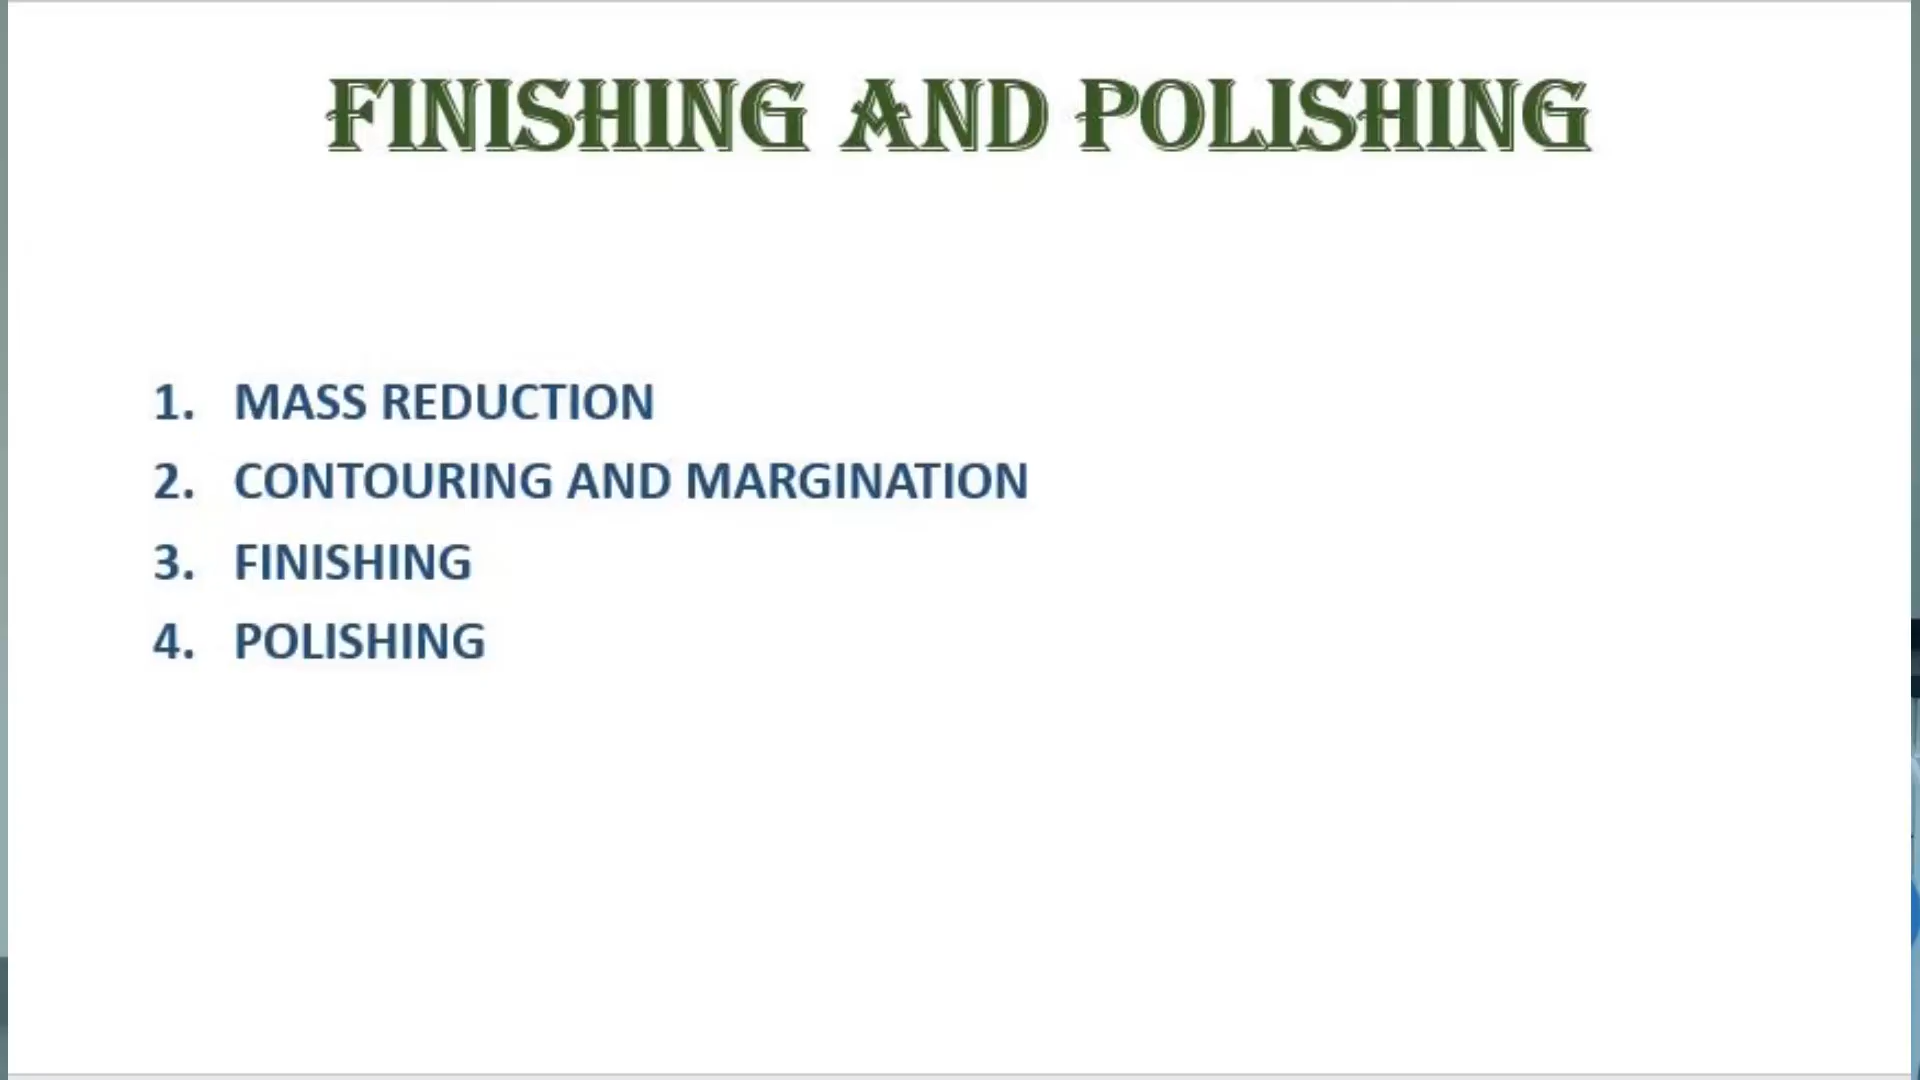 FINISHING AND POLISHING
1. MASS REDUCTION
2. CONTOURING AND MARGINATION
3. FINISHING
4. POLISHING